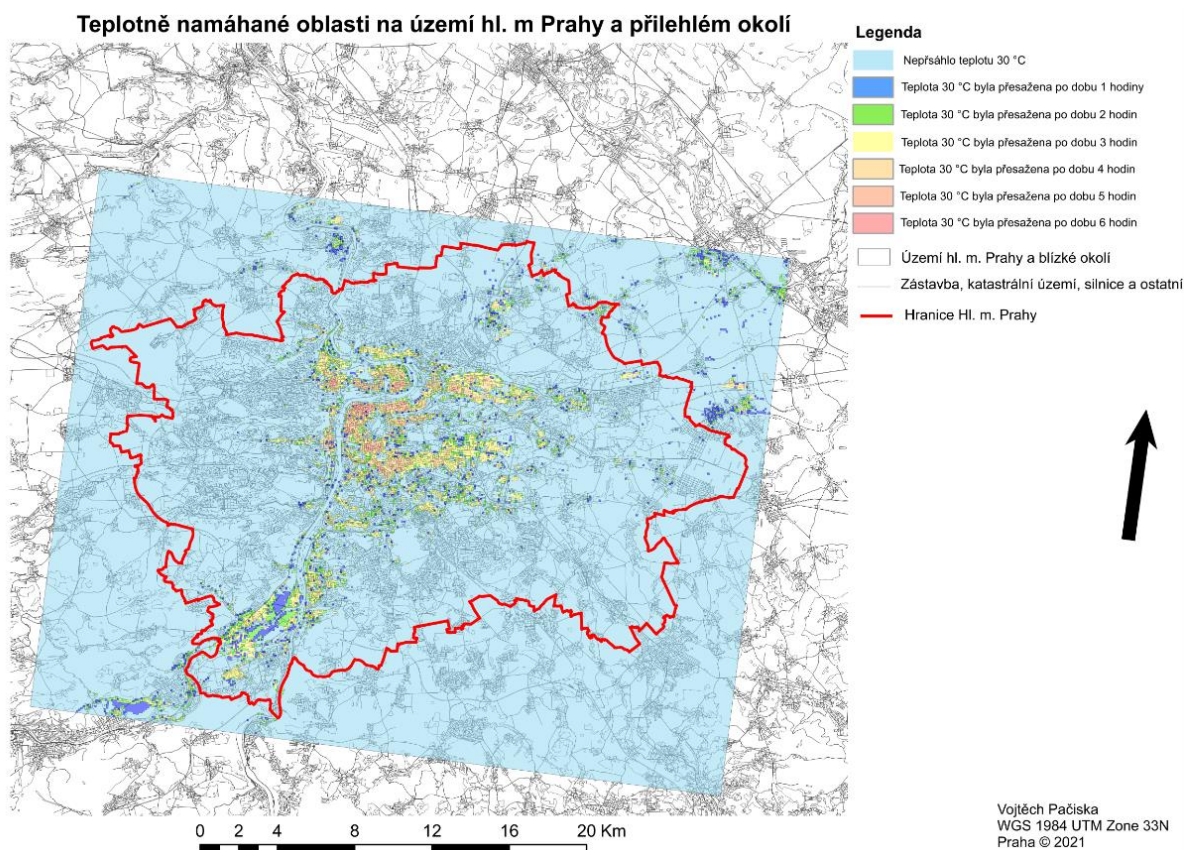 Teplotně namáhané oblasti na území hl. m Prahy a přilehlém okolí
Legenda
Nepřsáhlo teplotu 30 °C
Teplota 30 °C byla přesažena po dobu 1 hodiny
Teplota 30 °C byla přesažena po dobu 2 hodin
Teplota 30 °C byla přesažena po dobu 3 hodin
Teplota 30 °C byla přesažena po dobu 4 hodin
Teplota 30 °C byla přesažena po dobu 5 hodin
Teplota 30 °C byla přesažena po dobu 6 hodin
Území hl. m. Prahy a blízké okolí
Zástavba, katastrální území, silnice a ostatní
Hranice Hl. m. Prahy
0 2 4 8 12 16 20 Km
Vojtěch Pačiska
WGS 1984 UTM Zone 33N
Praha © 2021